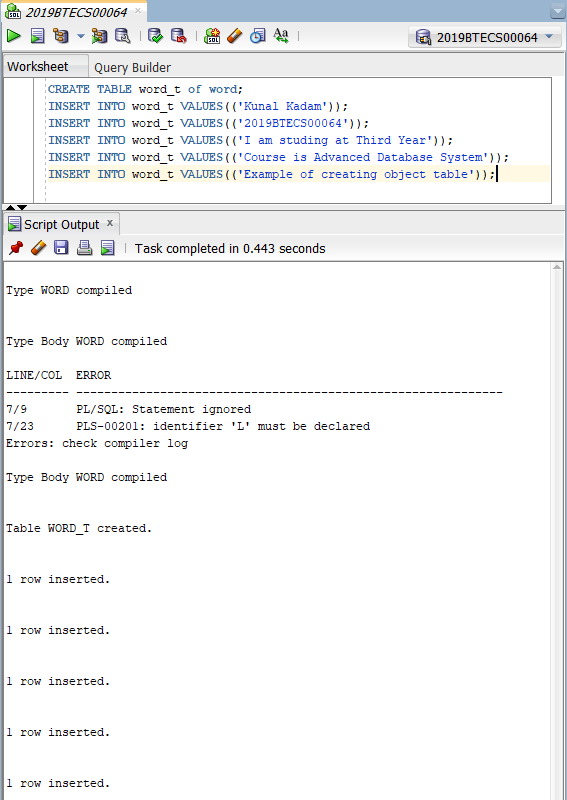 2019BTECS00064 ×
2019BTECS00064
Worksheet Query Builder
CREATE TABLE word_t of word;
INSERT INTO word_t VALUES(('Kunal Kadam'));
INSERT INTO word_t VALUES(('2019BTECS00064'));
INSERT INTO word_t VALUES(('I am studing at Third Year'));
INSERT INTO word_t VALUES(('Course is Advanced Database System'));
INSERT INTO word_t VALUES(('Example of creating object table'));
Script Output ×
Task completed in 0.443 seconds
Type WORD compiled
Type Body WORD compiled
LINE/COL ERROR
--------- -------------------------------------------------------------
7/9 PL/SQL: Statement ignored
7/23 PLS-00201: identifier 'L' must be declared
Errors: check compiler log
Type Body WORD compiled
Table WORD_T created.
1 row inserted.
1 row inserted.
1 row inserted.
1 row inserted.
1 row inserted.